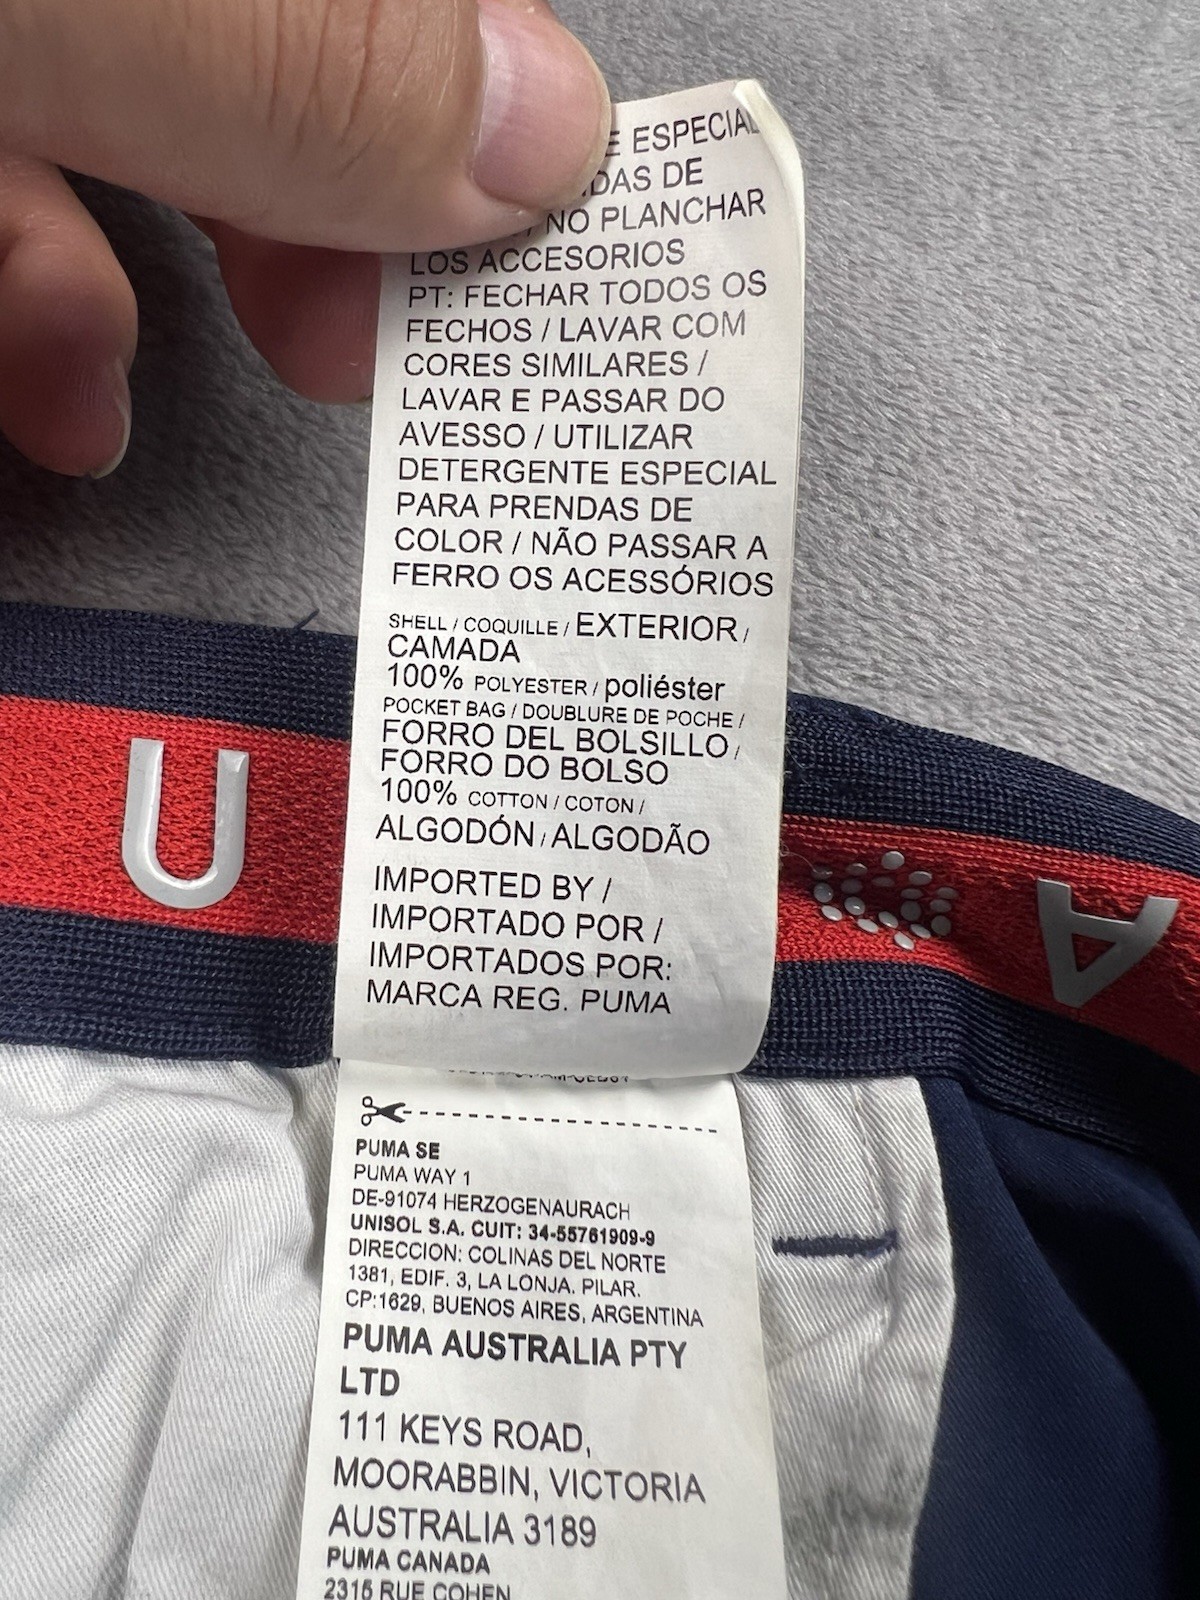 ESPECIAL
DE
NO PLANCHAR
LOS ACCESORIOS
PT: FECHAR TODOS OS
FECHOS / LAVAR COM
CORES SIMILARES /
LAVAR E PASSAR DO
AVESSO / UTILIZAR
DETERGENTE ESPECIAL
PARA PRENDAS DE
COLOR / NÃO PASSAR A
FERRO OS ACESSÓRIOS
SHELL / COQUILLE / EXTERIOR /
CAMADA
100% POLYESTER / poliéster
POCKET BAG / DOUBLURE DE POCHE /
FORRO DEL BOLSILLO /
FORRO DO BOLSO
100% COTTON / COTON /
ALGODÓN / ALGODÃO
IMPORTED BY /
IMPORTADO POR /
IMPORTADOS POR:
MARCA REG. PUMA
PUMA SE
PUMA WAY 1
DE-91074 HERZOGENAURACH
UNISOL S.A. CUIT: 34-55761909-9
DIRECCION: COLINAS DEL NORTE
1381, EDIF. 3, LA LONJA. PILAR.
CP:1629, BUENOS AIRES, ARGENTINA
PUMA AUSTRALIA PTY
LTD
111 KEYS ROAD,
MOORABBIN, VICTORIA
AUSTRALIA 3189
PUMA CANADA
2315 RUE COHEN
U
A